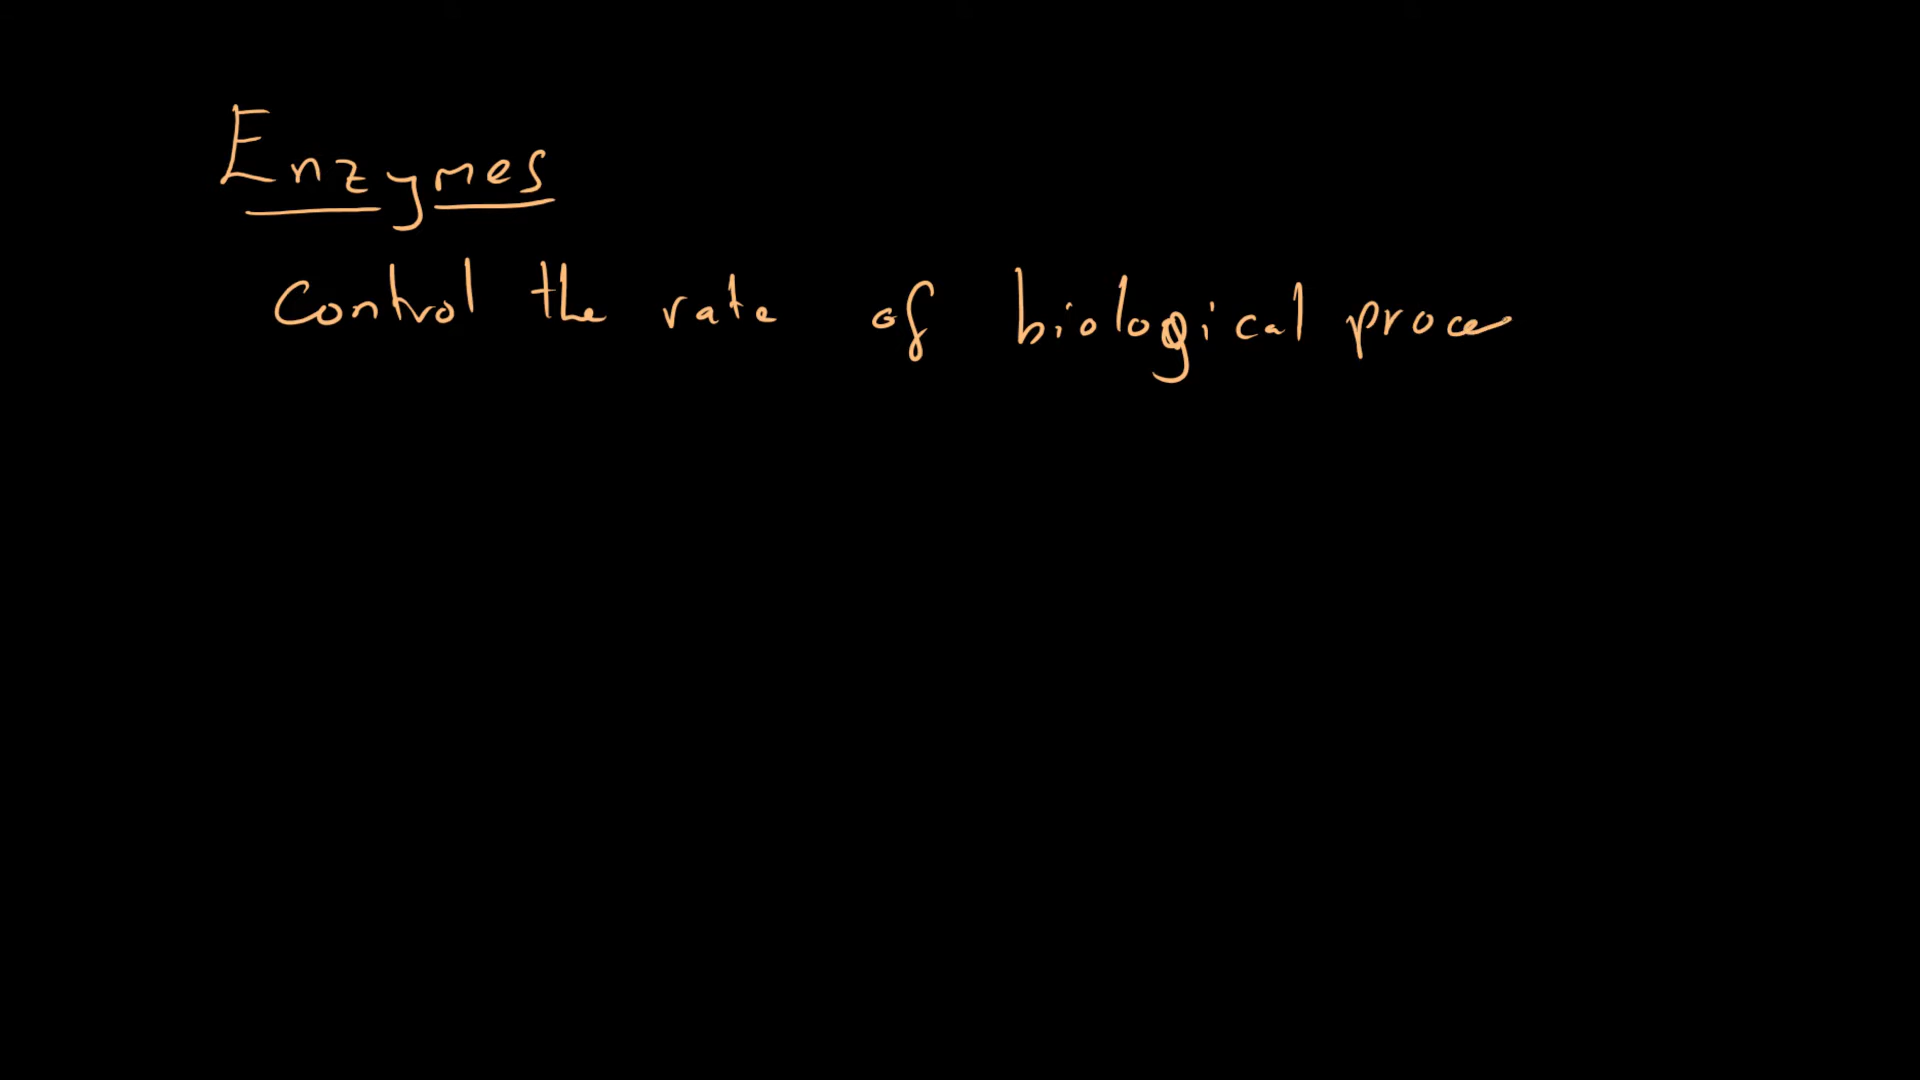 Enzymes
Control the rate of biological proce